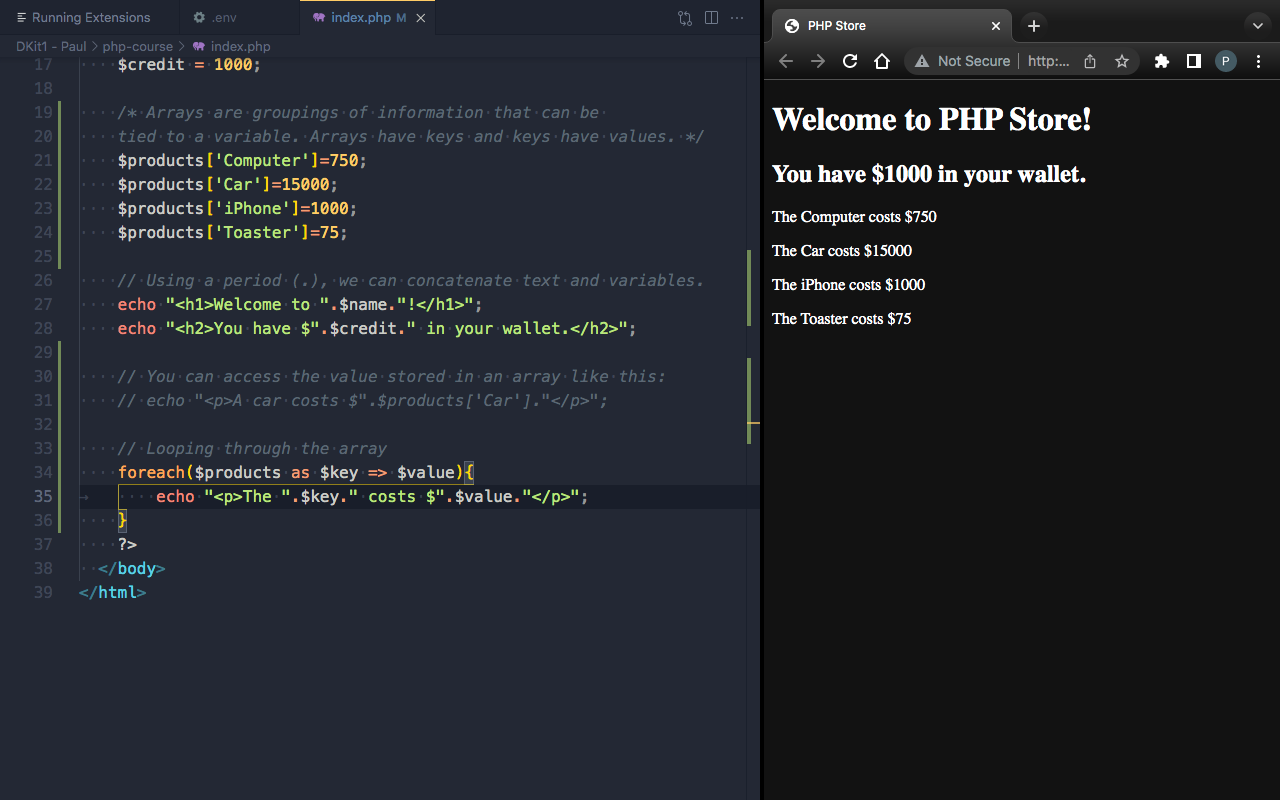 Running Extensions
.env
index.php M
DKit1 - Paul > php-course > index.php
17 $credit = 1000;
18
19 /* Arrays are groupings of information that can be
20 tied to a variable. Arrays have keys and keys have values. */
21 $products['Computer']=750;
22 $products['Car']=15000;
23 $products['iPhone']=1000;
24 $products['Toaster']=75;
25
26 // Using a period (.), we can concatenate text and variables.
27 echo "<h1>Welcome to ".$name."!</h1>";
28 echo "<h2>You have $".$credit." in your wallet.</h2>";
29
30 // You can access the value stored in an array like this:
31 // echo "<p>A car costs $".$products['Car']."</p>";
32
33 // Looping through the array
34 foreach($products as $key => $value){
35 echo "<p>The ".$key." costs $".$value."</p>";
36 }
37 ?>
38 </body>
39 </html>
PHP Store
Not Secure | http:...
P
Welcome to PHP Store!
You have $1000 in your wallet.
The Computer costs $750
The Car costs $15000
The iPhone costs $1000
The Toaster costs $75